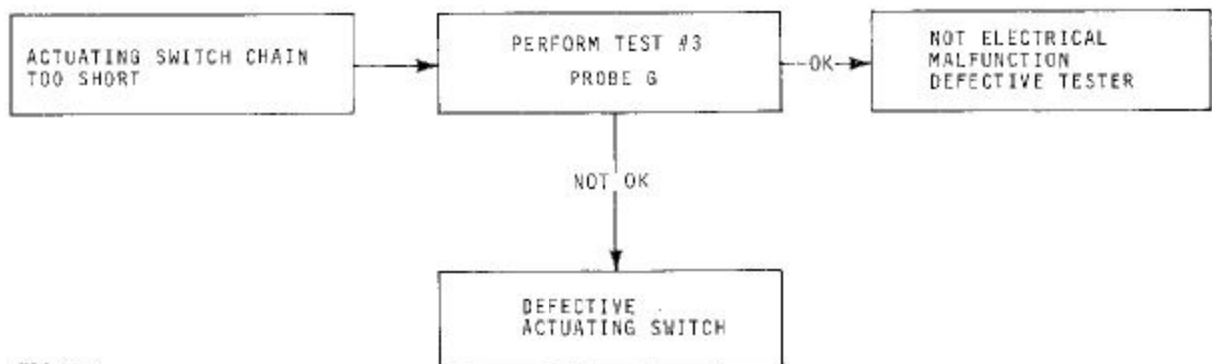 ACTUATING SWITCH CHAIN
TOO SHORT
PERFORM TEST #3
PROBE G
OK
NOT ELECTRICAL
MALFUNCTION
DEFECTIVE TESTER
NOT OK
DEFECTIVE
ACTUATING SWITCH